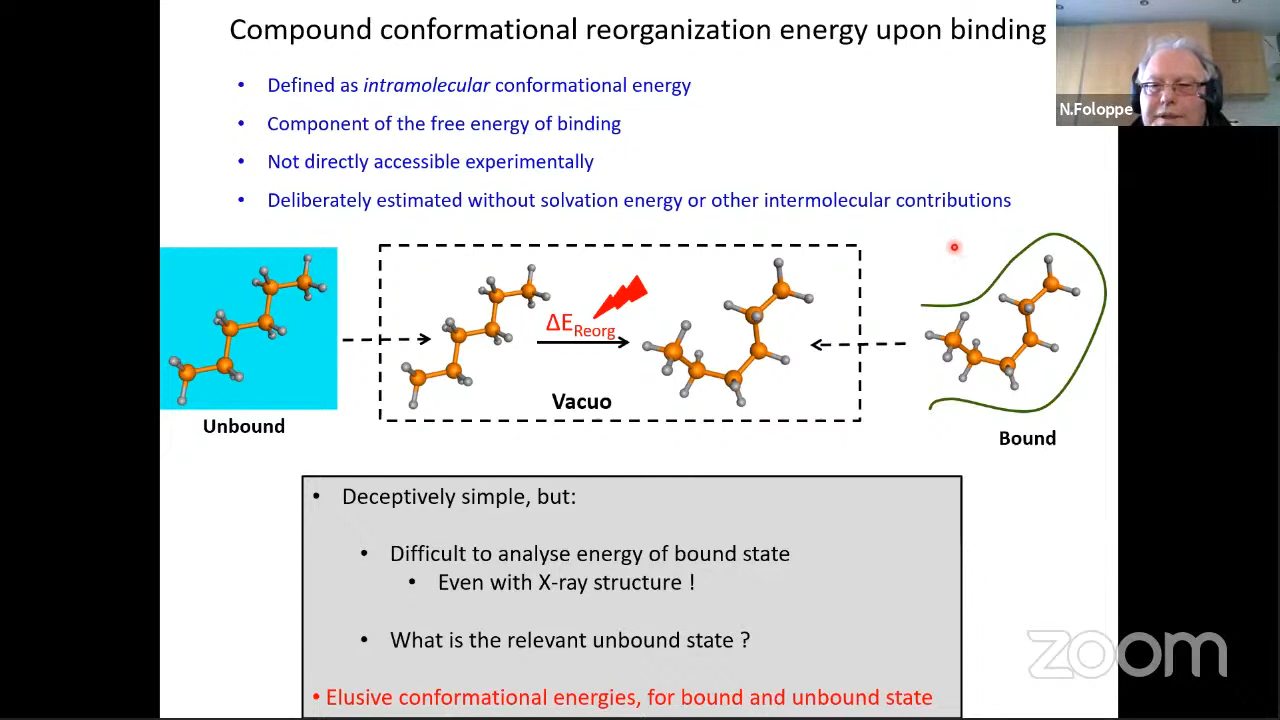 Compound conformational reorganization energy upon binding
N.Foloppe
• Defined as intramolecular conformational energy
• Component of the free energy of binding
• Not directly accessible experimentally
• Deliberately estimated without solvation energy or other intermolecular contributions
ΔE Reorg
Vacuo
Unbound
Bound
• Deceptively simple, but:
• Difficult to analyse energy of bound state
• Even with X-ray structure !
• What is the relevant unbound state ?
• Elusive conformational energies, for bound and unbound state
zoom